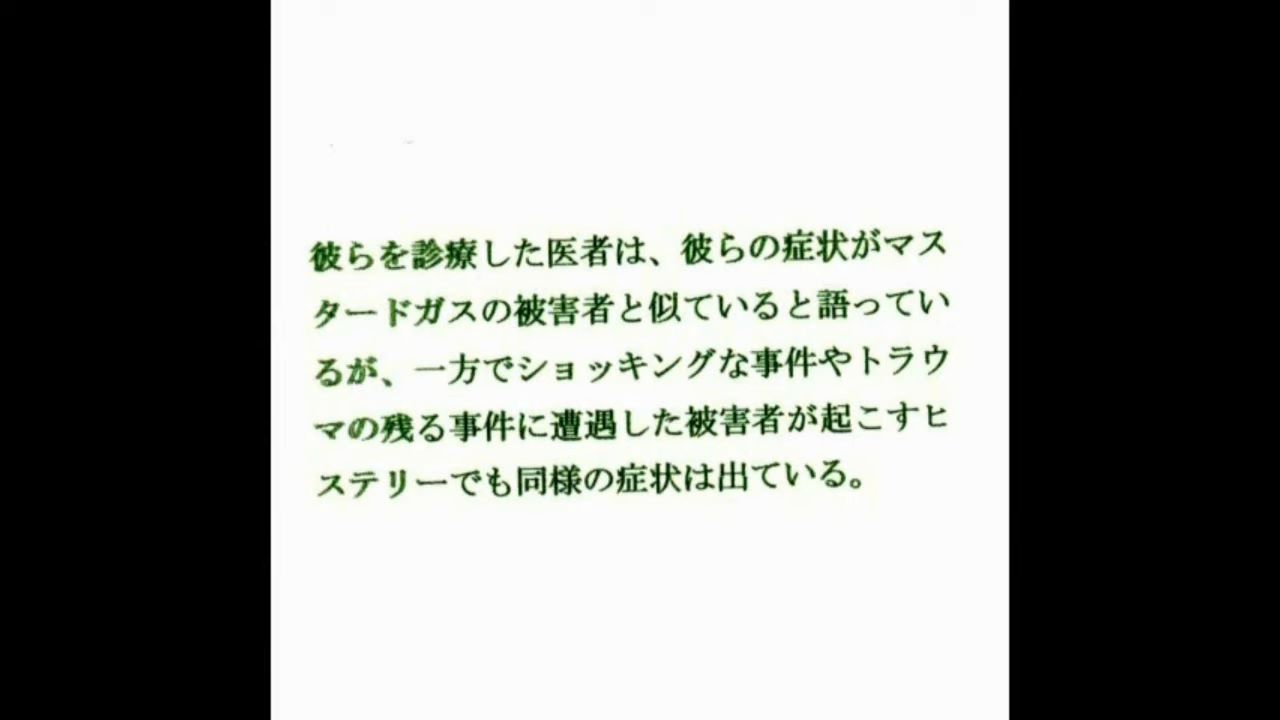 彼らを診療した医者は、彼らの症状がマス
タードガスの被害者と似ていると語ってい
るが、一方でショッキングな事件やトラウ
マの残る事件に遭遇した被害者が起こすヒ
ステリーでも同様の症状は出ている。